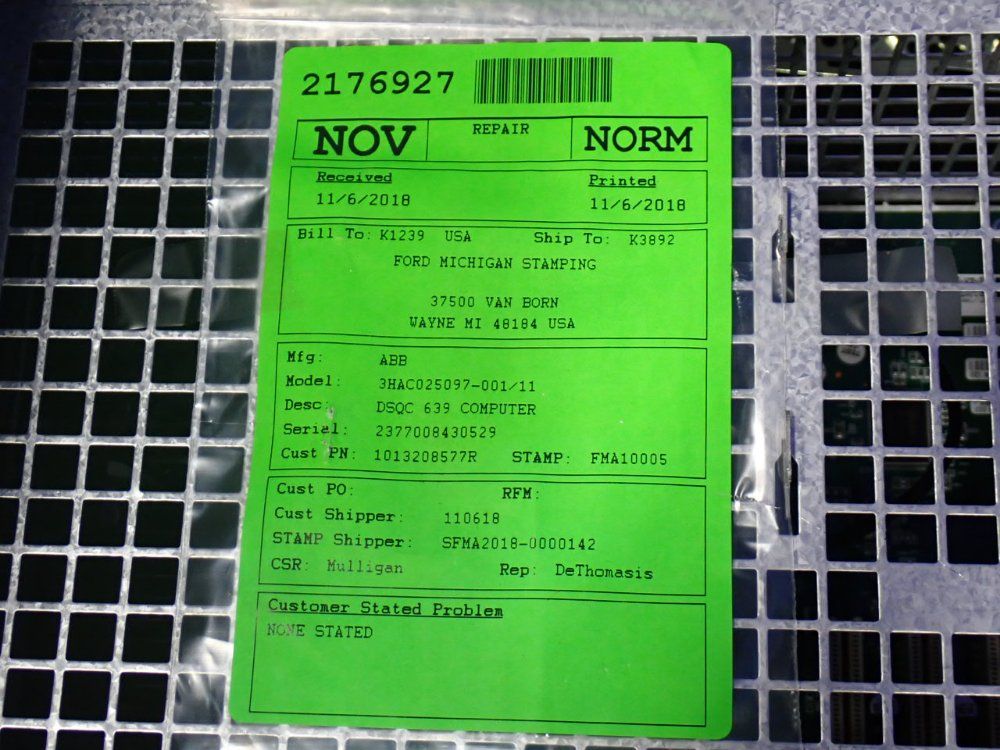 2176927
NOV REPAIR NORM
Received Printed
11/6/2018 11/6/2018
Bill To: K1239 USA Ship To: K3892
FORD MICHIGAN STAMPING
37500 VAN BORN
WAYNE MI 48184 USA
Mfg: ABB
Model: 3HAC025097-001/11
Desc: DSQC 639 COMPUTER
Serial: 2377008430529
Cust PN: 1013208577R STAMP: FMA10005
Cust PO: RFM:
Cust Shipper: 110618
STAMP Shipper: SFMA2018-0000142
CSR: Mulligan Rep: DeThomasis
Customer Stated Problem
NONE STATED